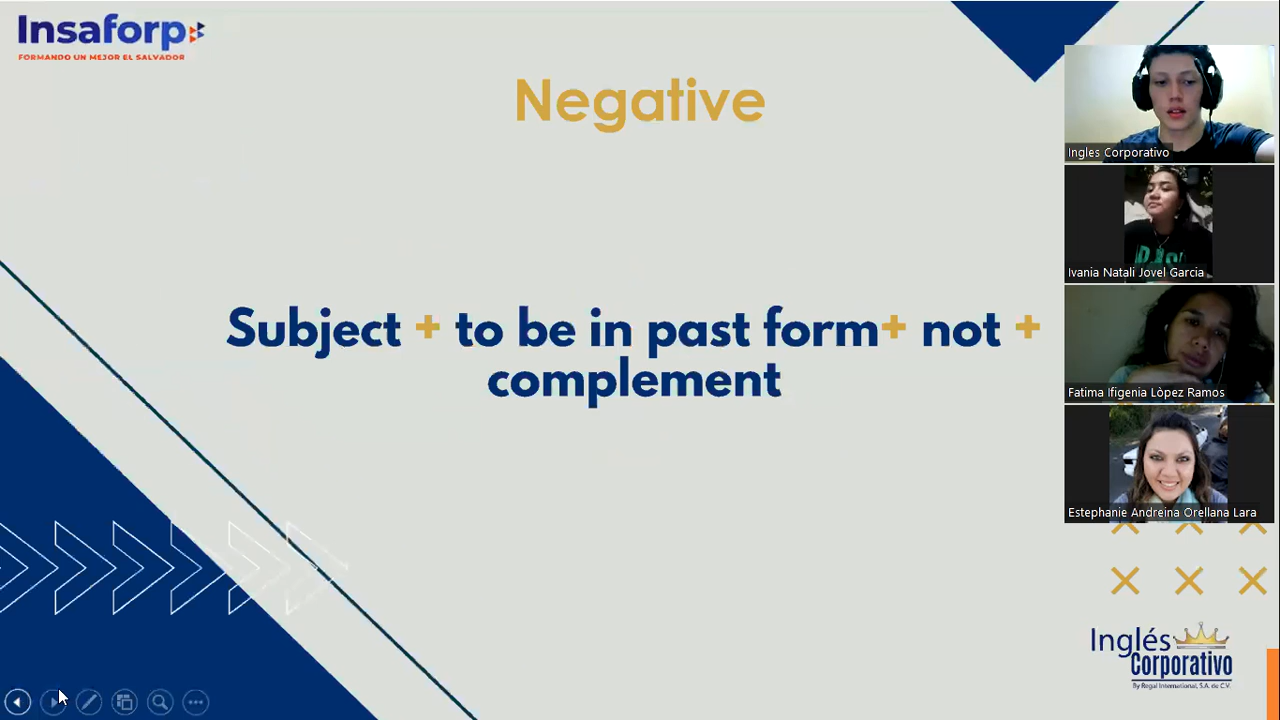 Insaforp
FORMANDO UN MEJOR EL SALVADOR
Negative
Subject + to be in past form+ not +
complement
Ingles Corporativo
Ivania Natali Jovel Garcia
Fatima Ifigenia Lòpez Ramos
Estephanie Andreina Orellana Lara
Inglés
Corporativo
By Regal International, S.A. de C.V.